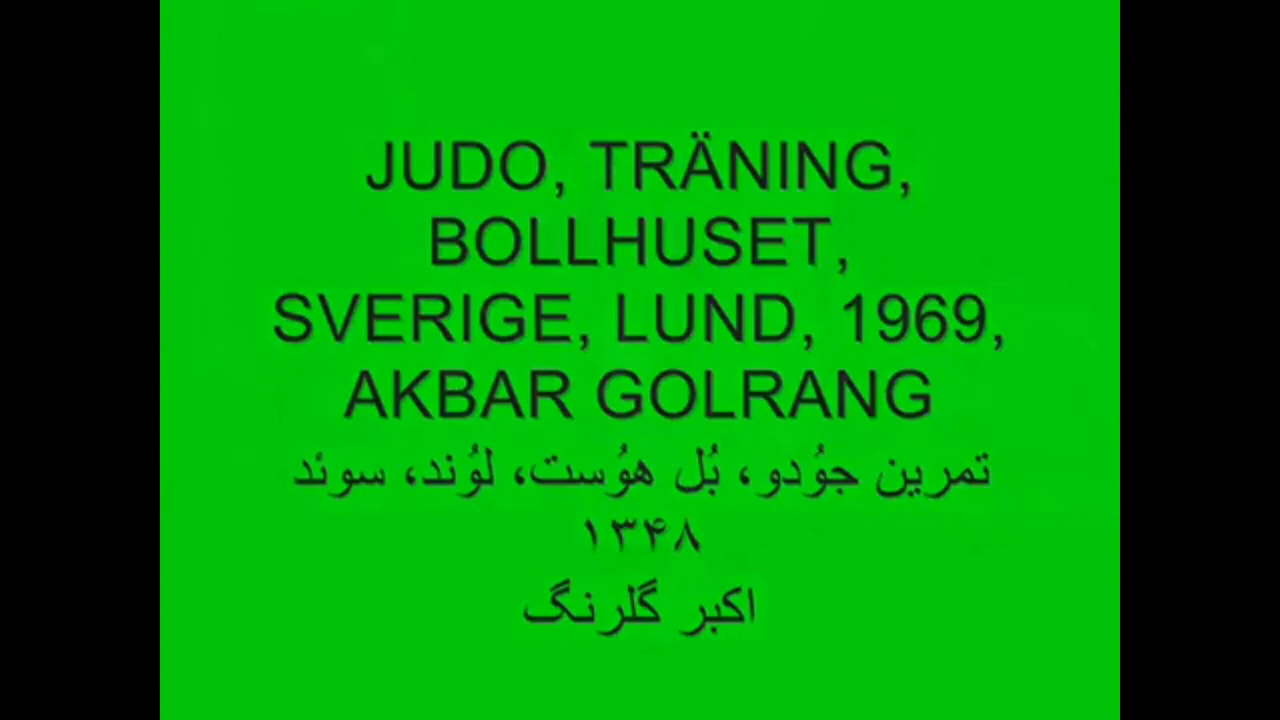 JUDO, TRÄNING,
BOLLHUSET,
SVERIGE, LUND, 1969,
AKBAR GOLRANG
تمرین جوُدو، بُل هوُست، لوُند، سوئد
۱۳۴۸
اکبر گلرنگ